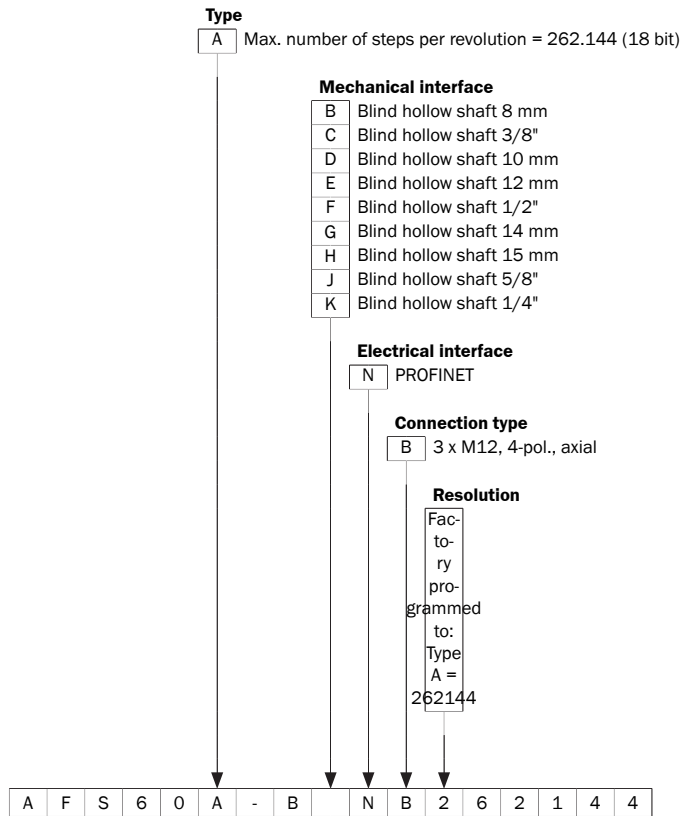 Type
A Max. number of steps per revolution = 262.144 (18 bit)
Mechanical interface
B Blind hollow shaft 8 mm
C Blind hollow shaft 3/8"
D Blind hollow shaft 10 mm
E Blind hollow shaft 12 mm
F Blind hollow shaft 1/2"
G Blind hollow shaft 14 mm
H Blind hollow shaft 15 mm
J Blind hollow shaft 5/8"
K Blind hollow shaft 1/4"
Electrical interface
N PROFINET
Connection type
B 3 x M12, 4-pol., axial
Resolution
Fac-
to-
ry
pro-
grammed
to:
Type
A =
262144
A F S 6 0 A - B N B 2 6 2 1 4 4